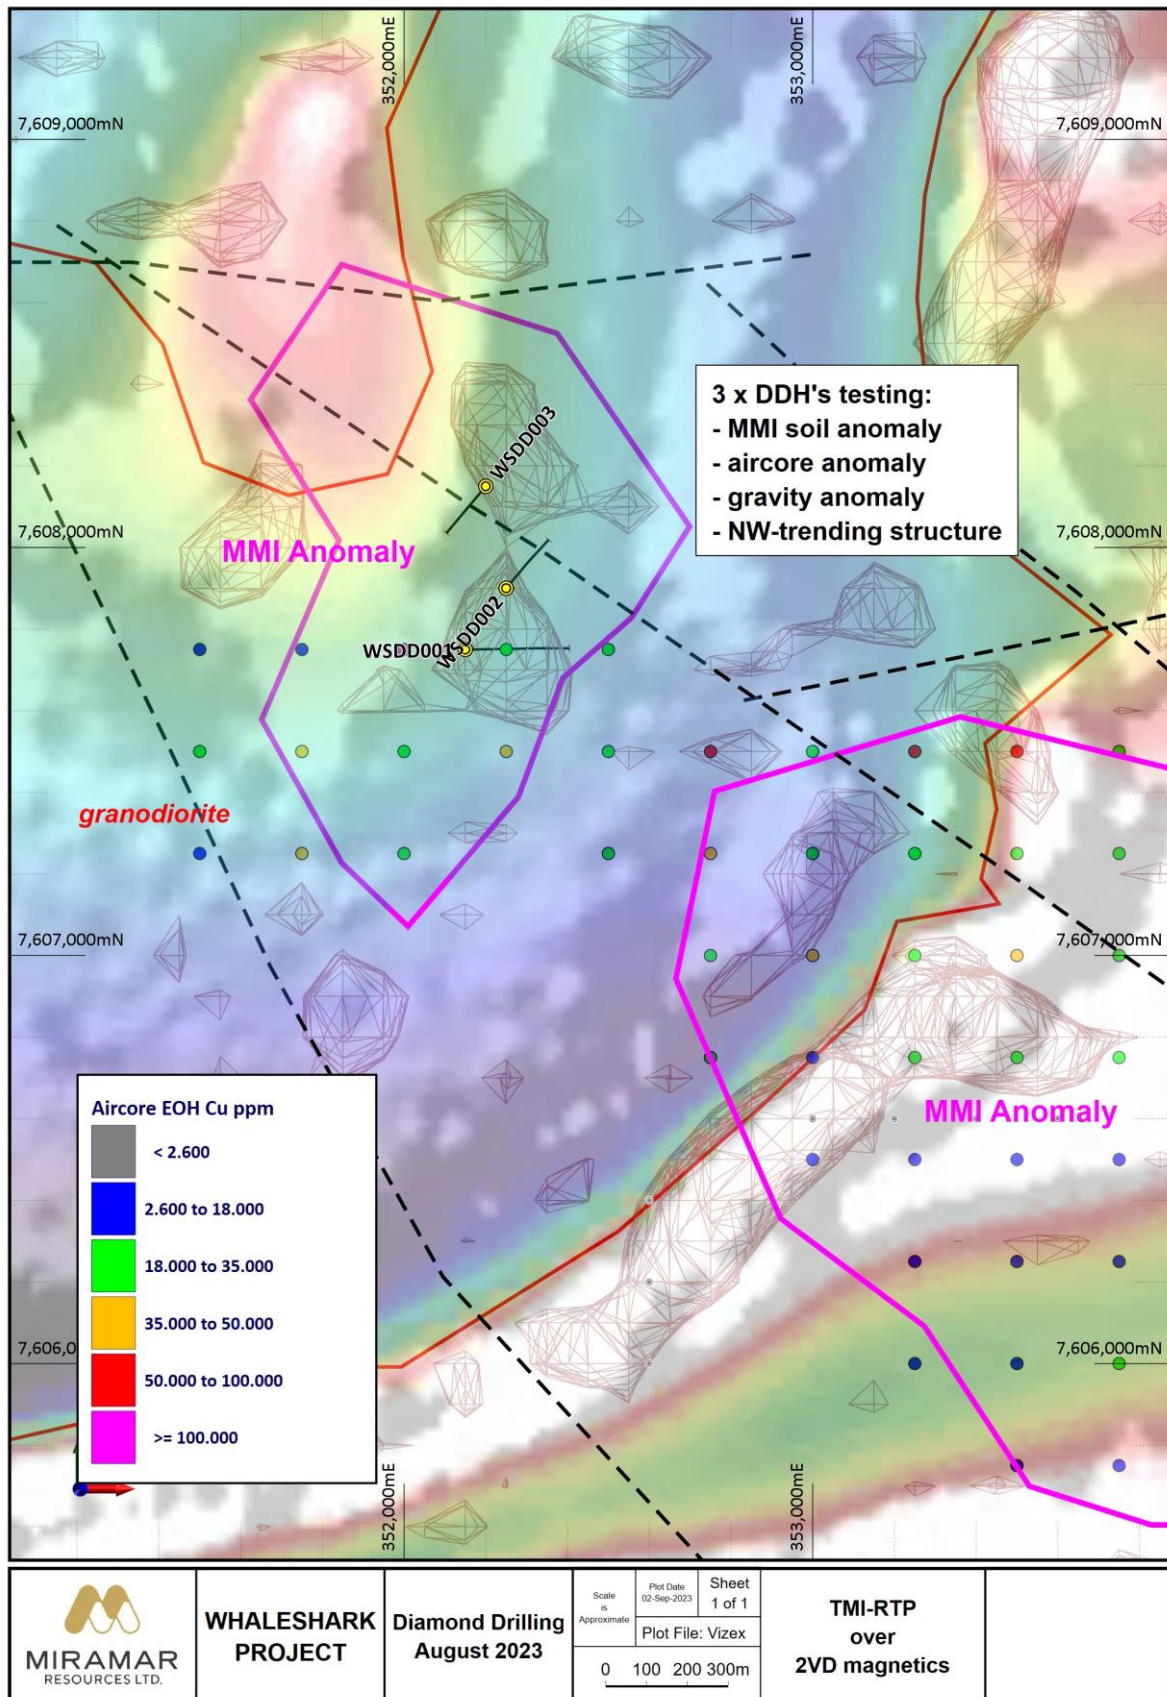 352,000mE
353,000mE
7,609,000mN
7,609,000mN
3 x DDH's testing:
- MMI soil anomaly
- aircore anomaly
- gravity anomaly
- NW-trending structure
WSDD003
7,608,000mN
7,608,000mN
MMI Anomaly
WSDD002
WSDD001
granodiorite
7,607,000mN
7,607,000mN
MMI Anomaly
Aircore EOH Cu ppm
< 2.600
2.600 to 18.000
18.000 to 35.000
35.000 to 50.000
50.000 to 100.000
>= 100.000
7,606,0
7,606,000mN
352,000mE
353,000mE
MIRAMAR
RESOURCES LTD.
WHALESHARK
PROJECT
Diamond Drilling
August 2023
Scale
is
Approximate
Plot Date
02-Sep-2023
Sheet
1 of 1
Plot File: Vizex
0 100 200 300m
TMI-RTP
over
2VD magnetics